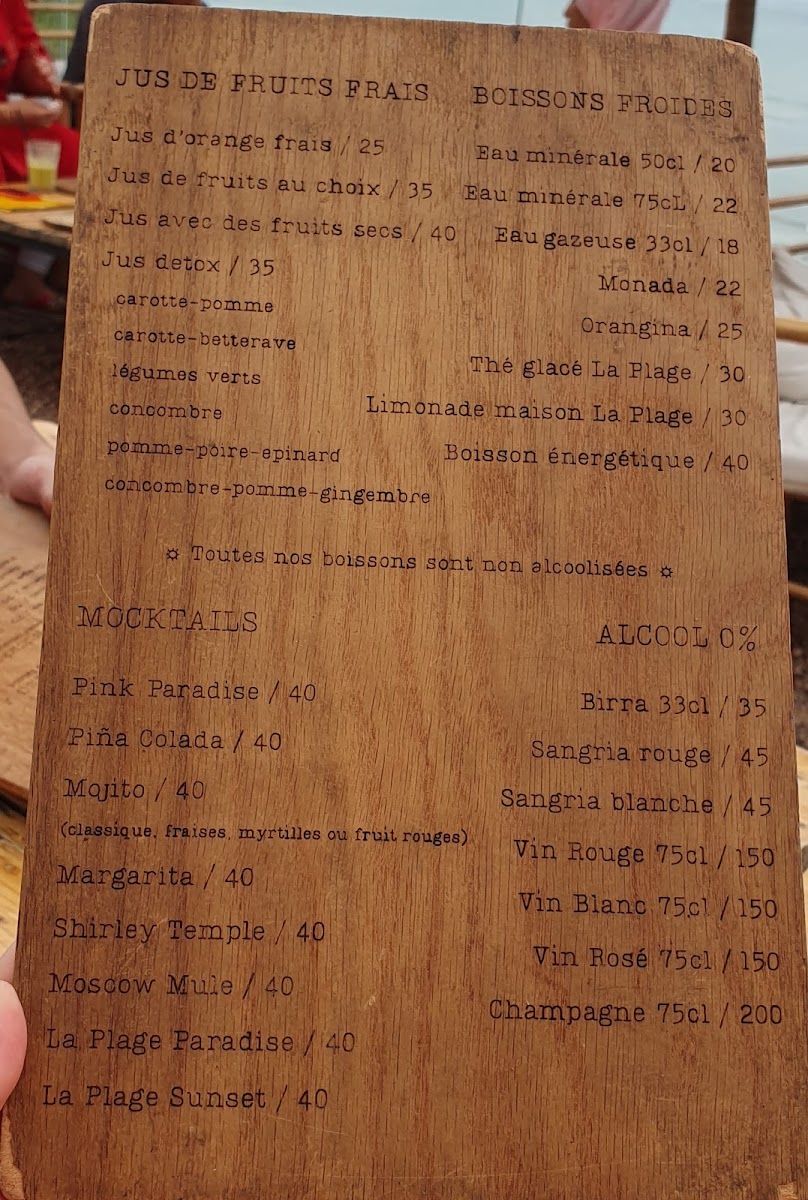 JUS DE FRUITS FRAIS
Jus d'orange frais / 25
Jus de fruits au choix / 35
Jus avec des fruits secs / 40
Jus detox / 35
carotte-pomme
carotte-betterave
légumes verts
concombre
pomme-poire-epinard
concombre-pomme-gingembre
BOISSONS FROIDES
Eau minérale 50cl / 20
Eau minérale 75cL / 22
Eau gazeuse 33cl / 18
Monada / 22
Orangina / 25
Thé glacé La Plage / 30
Limonade maison La Plage / 30
Boisson énergétique / 40
☼ Toutes nos boissons sont non alcoolisées ☼
MOCKTAILS
Pink Paradise / 40
Piña Colada / 40
Mojito / 40
(classique, fraises, myrtilles ou fruit rouges)
Margarita / 40
Shirley Temple / 40
Moscow Mule / 40
La Plage Paradise / 40
La Plage Sunset / 40
ALCOOL 0%
Birra 33cl / 35
Sangria rouge / 45
Sangria blanche / 45
Vin Rouge 75cl / 150
Vin Blanc 75cl / 150
Vin Rosé 75cl / 150
Champagne 75cl / 200